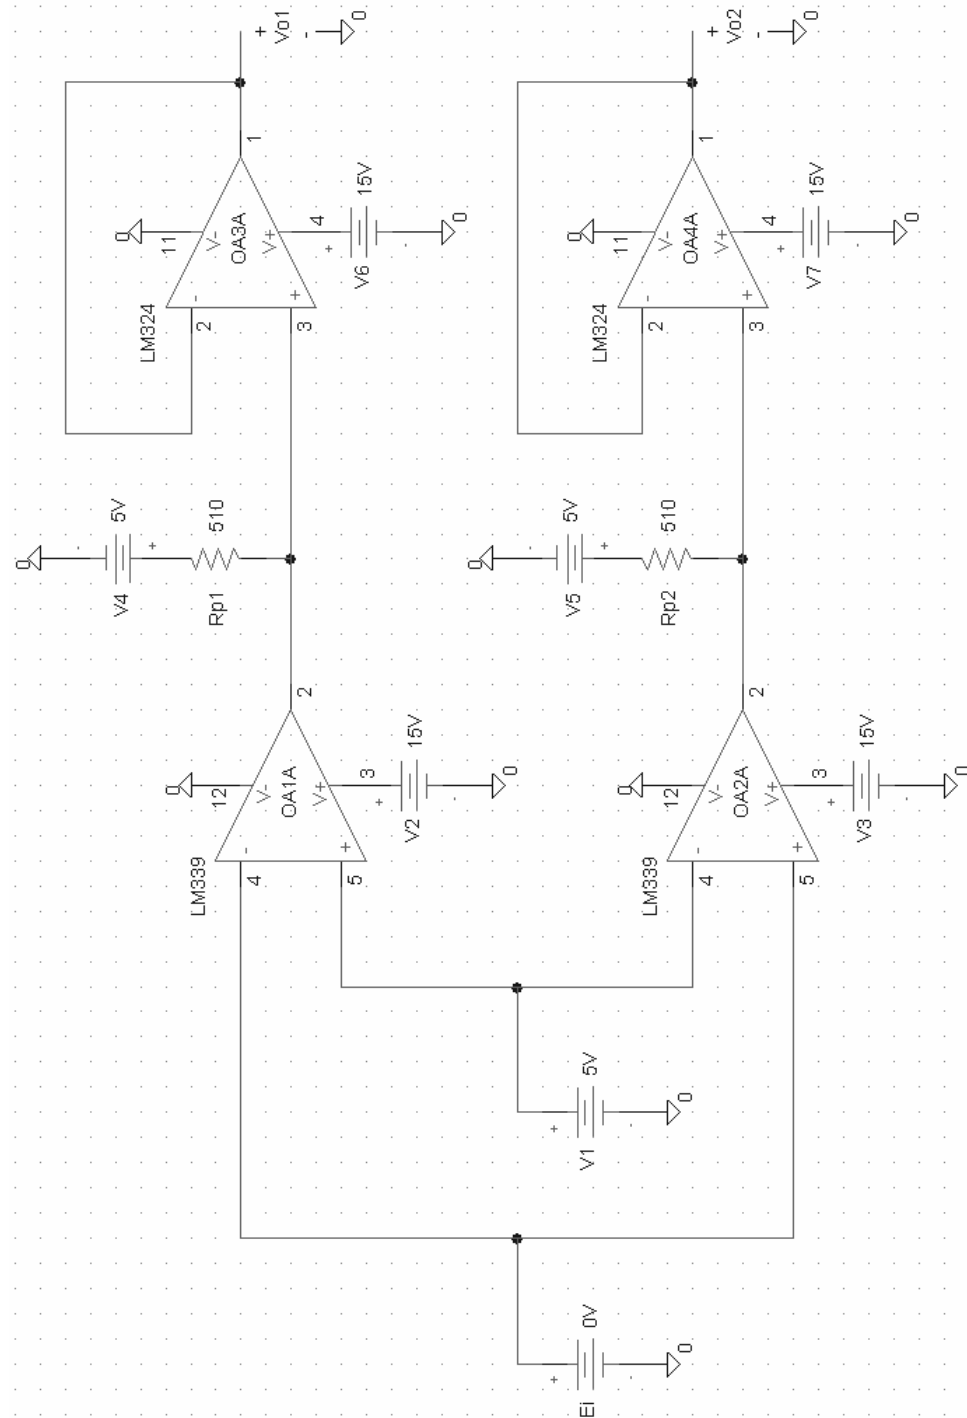 Ei
0V
+
-
0
V1
5V
+
-
0
LM339
4
5
-
+
OA1A
V-
V+
12
0
3
2
V2
15V
+
-
0
LM339
4
5
-
+
OA2A
V-
V+
12
0
3
2
V3
15V
+
-
0
0
-
V4
5V
+
Rp1
510
0
-
V5
5V
+
Rp2
510
LM324
2
3
-
+
OA3A
V-
V+
11
0
4
1
V6
15V
+
-
0
+
Vo1
-
0
LM324
2
3
-
+
OA4A
V-
V+
11
0
4
1
V7
15V
+
-
0
+
Vo2
-
0